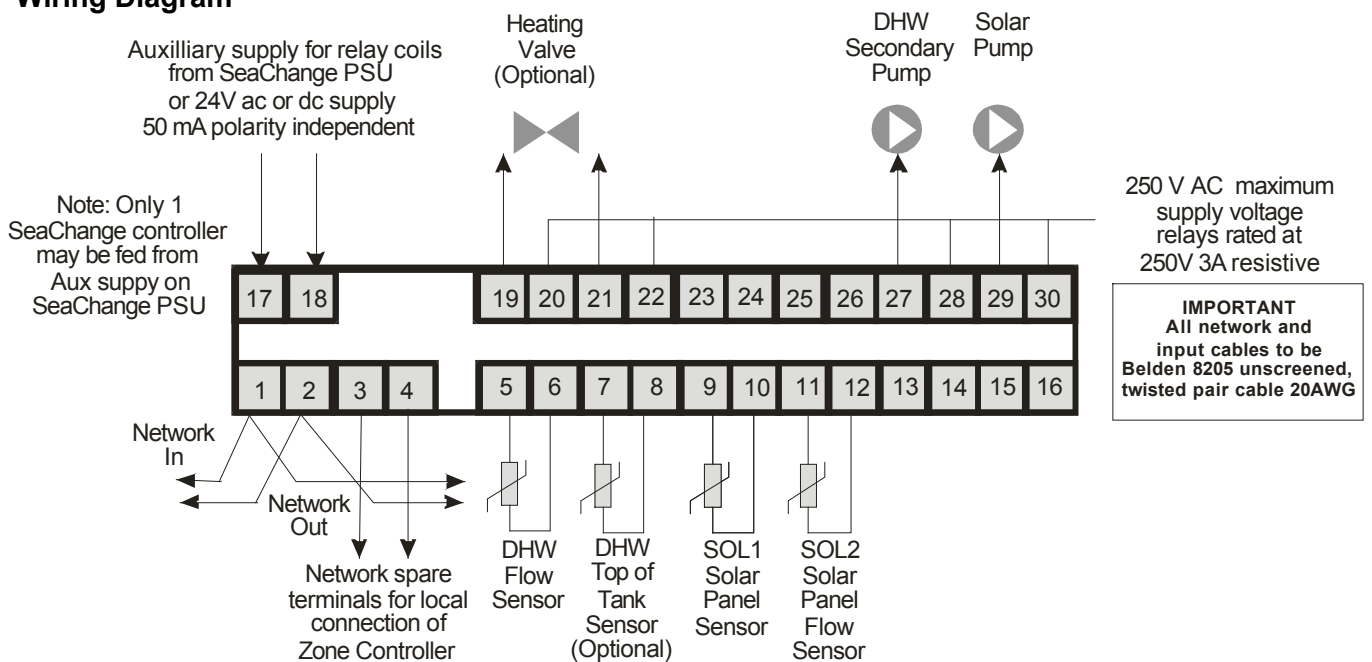 Wiring Diagram
Auxilliary supply for relay coils
from SeaChange PSU
or 24V ac or dc supply
50 mA polarity independent
Heating
Valve
(Optional)
DHW
Secondary
Pump
Solar
Pump
Note: Only 1
SeaChange controller
may be fed from
Aux suppy on
SeaChange PSU
250 V AC maximum
supply voltage
relays rated at
250V 3A resistive
IMPORTANT
All network and
input cables to be
Belden 8205 unscreened,
twisted pair cable 20AWG
17 18 19 20 21 22 23 24 25 26 27 28 29 30
1 2 3 4 5 6 7 8 9 10 11 12 13 14 15 16
Network
In
Network
Out
Network spare
terminals for local
connection of
Zone Controller
DHW
Flow
Sensor
DHW
Top of
Tank
Sensor
(Optional)
SOL1
Solar
Panel
Sensor
SOL2
Solar
Panel
Flow
Sensor